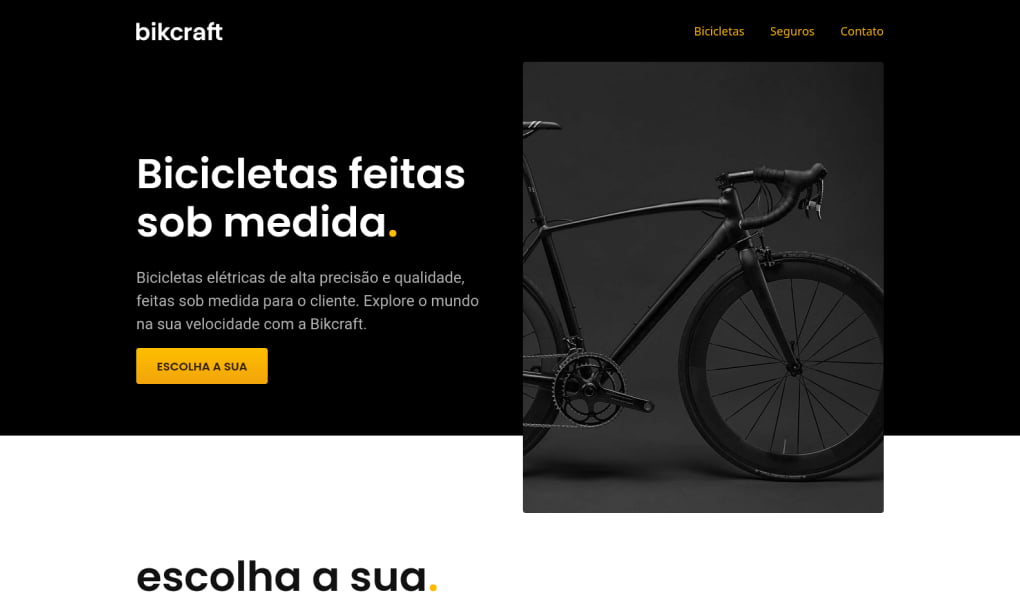 bikcraft
Bicicletas Seguros Contato
Bicicletas feitas
sob medida.
Bicicletas elétricas de alta precisão e qualidade,
feitas sob medida para o cliente. Explore o mundo
na sua velocidade com a Bikcraft.
ESCOLHA A SUA
escolha a sua.